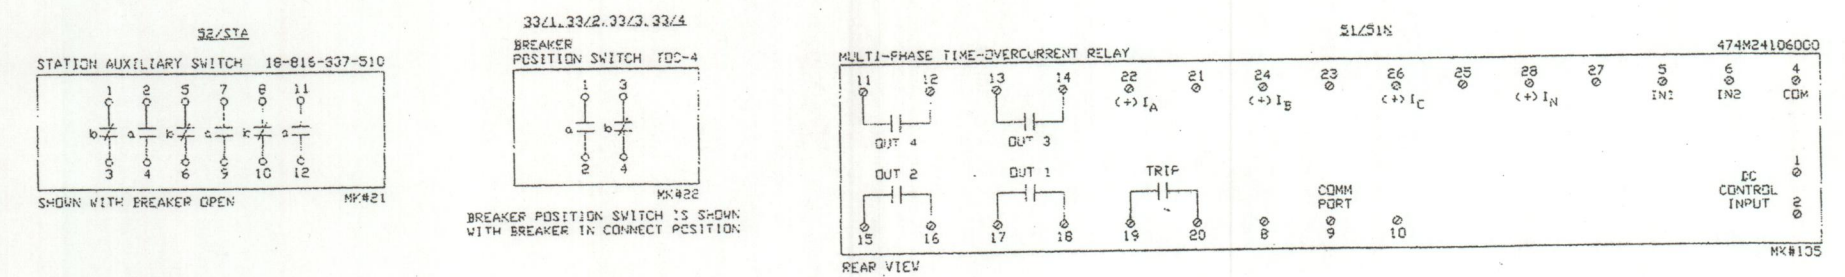 52/STA
STATION AUXILIARY SWITCH 18-816-337-510
1 2 5 7 8 11
b a b a b a
3 4 6 9 10 12
SHOWN WITH BREAKER OPEN MK#21
33/1,33/2,33/3,33/4
BREAKER
POSITION SWITCH TOC-4
1 3
a b
2 4
MK#22
BREAKER POSITION SWITCH IS SHOWN
WITH BREAKER IN CONNECT POSITION
51/51N
MULTI-PHASE TIME-OVERCURRENT RELAY 474M2410600G
11 12 13 14 22 21 24 23 26 25 28 27 5 6 4
(+) IA (+) IB (+) IC (+) IN IN1 IN2 COM
OUT 4 OUT 3
OUT 2 OUT 1 TRIP
COMM
PORT
1
DC
CONTROL
INPUT
2
15 16 17 18 19 20 8 9 10
MK#105
REAR VIEW